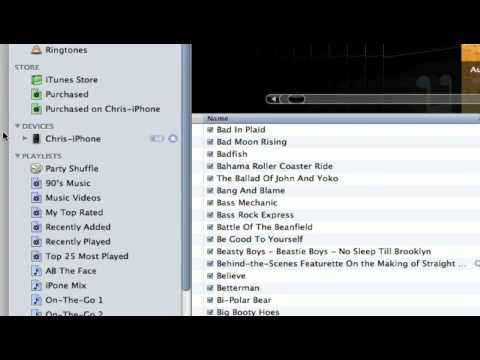 Ringtones
STORE
iTunes Store
Purchased
Purchased on Chris-iPhone
DEVICES
Chris-iPhone
PLAYLISTS
Party Shuffle
90's Music
Music Videos
My Top Rated
Recently Added
Recently Played
Top 25 Most Played
AB The Face
iPone Mix
On-The-Go 1
On-The-Go 2
Au
Name
Bad In Plaid
Bad Moon Rising
Badfish
Bahama Roller Coaster Ride
The Ballad Of John And Yoko
Bang And Blame
Bass Mechanic
Bass Rock Express
Battle Of The Beanfield
Be Good To Yourself
Beasty Boys - Beastie Boys - No Sleep Till Brooklyn
Behind-the-Scenes Featurette On the Making of Straight ...
Believe
Betterman
Bi-Polar Bear
Big Booty Hoes